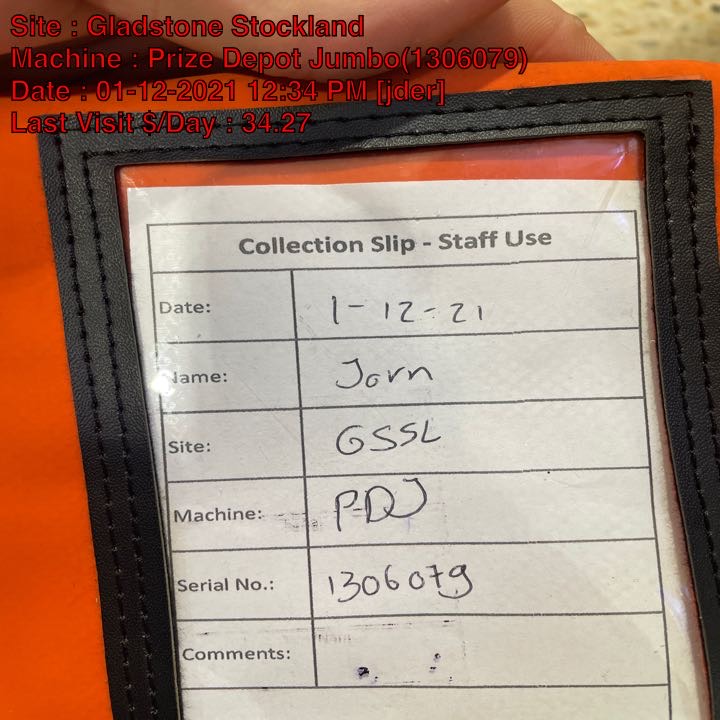 Site : Gladstone Stockland
Machine : Prize Depot Jumbo(1306079)
Date : 01-12-2021 12:34 PM [jder]
Last Visit $/Day : 34.27
Collection Slip - Staff Use
Date: 1-12-21
Name: Jorn
Site: GSSL
Machine: PDJ
Serial No.: 1306079
Comments: